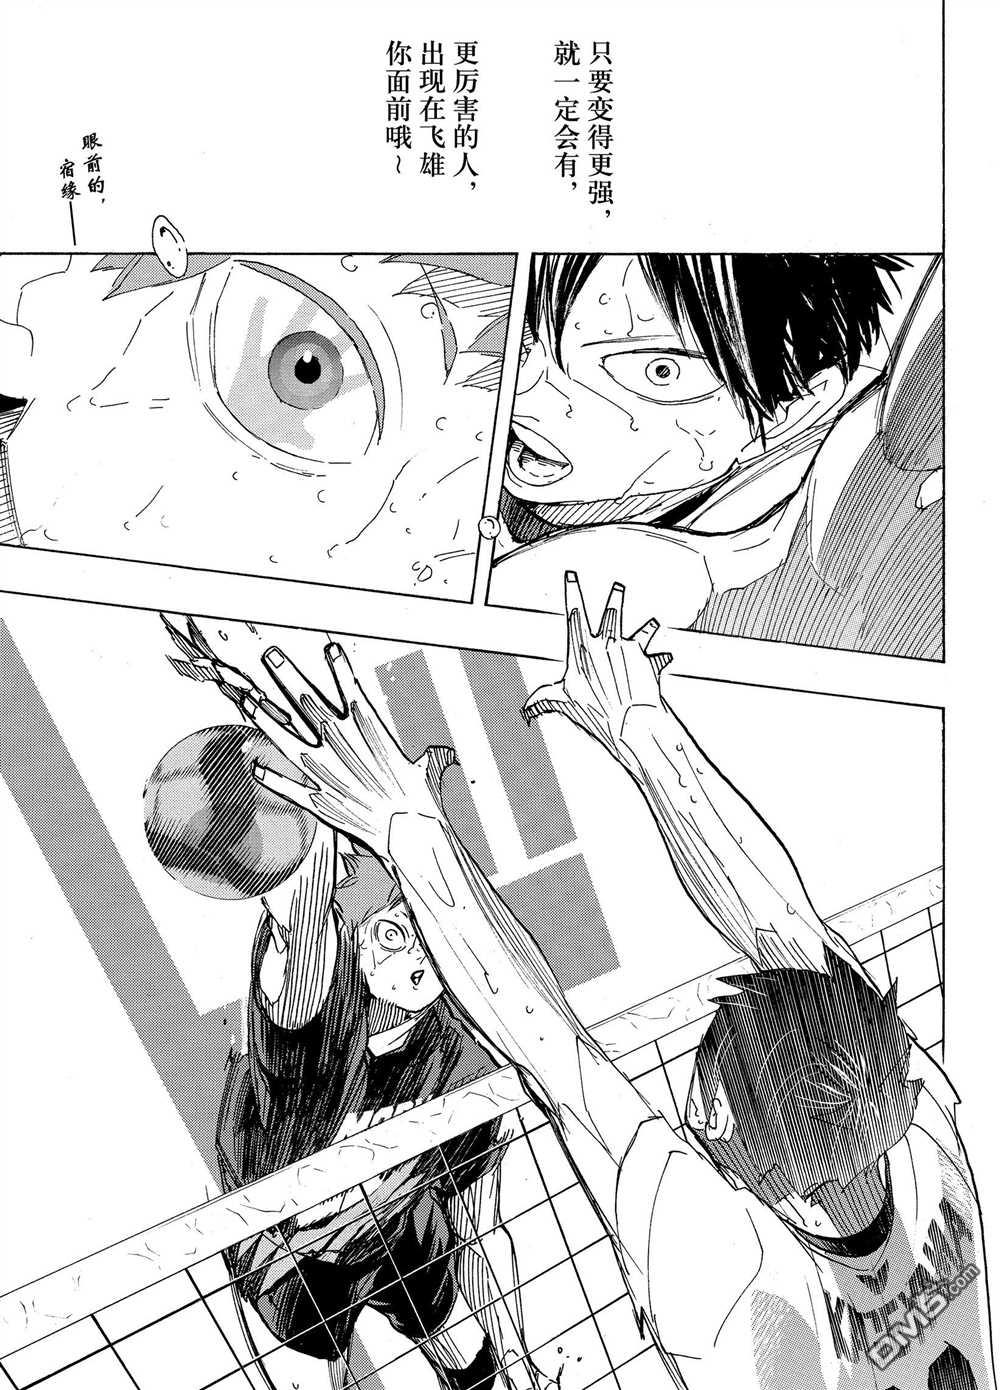 只要变得更强，
就一定会有，
更厉害的人，
出现在飞雄
你面前哦~
眼前的，
宿缘——
DM5.com